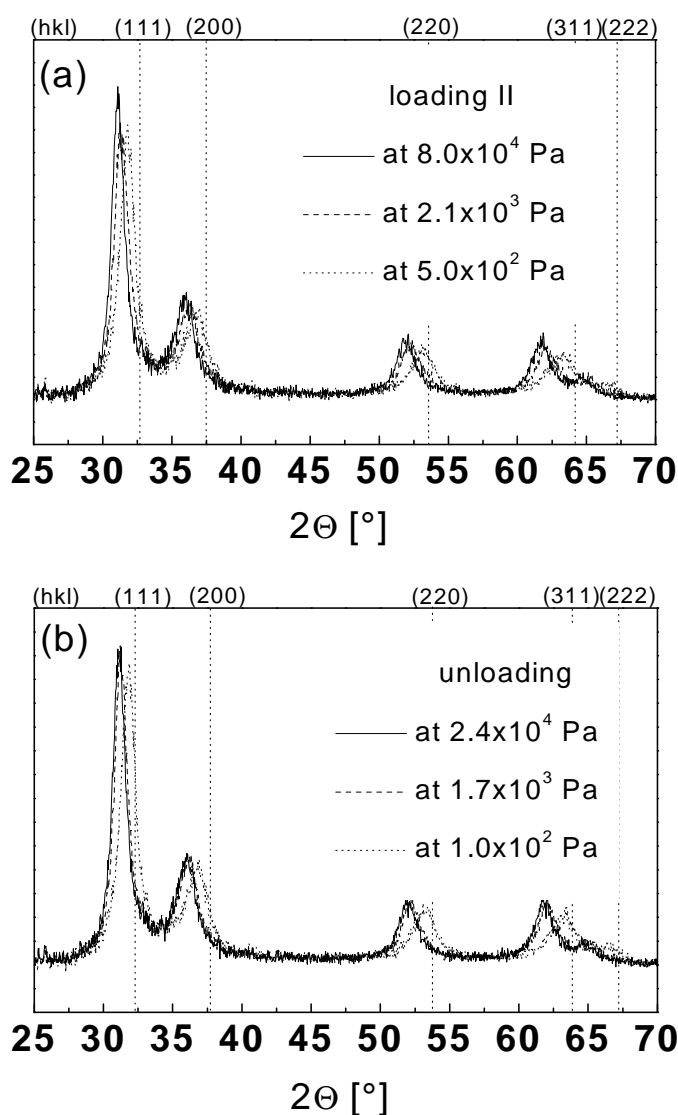 (hkl) (111) (200) (220) (311)(222)
(a)
loading II
at 8.0x10⁴ Pa
at 2.1x10³ Pa
at 5.0x10² Pa
25 30 35 40 45 50 55 60 65 70
2Θ [°]
(hkl) (111) (200) (220) (311)(222)
(b)
unloading
at 2.4x10⁴ Pa
at 1.7x10³ Pa
at 1.0x10² Pa
25 30 35 40 45 50 55 60 65 70
2Θ [°]